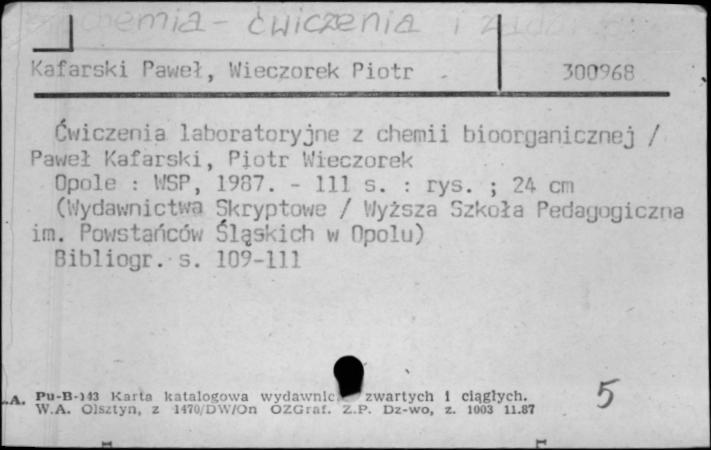 chemia - ćwiczenia i
Kafarski Paweł, Wieczorek Piotr
300968
Ćwiczenia laboratoryjne z chemii bioorganicznej /
Paweł Kafarski, Piotr Wieczorek
Opole : WSP, 1987. - 111 s. : rys. ; 24 cm
(Wydawnictwa Skryptowe / Wyższa Szkoła Pedagogiczna
im. Powstańców Śląskich w Opolu)
Bibliogr. s. 109-111
Pu-B-143 Karta katalogowa zwartych i ciągłych.
W.A. Olsztyn, z 1470/DW/On OZGraf. Z.P. Dz-wo, z. 1003 11.87
5